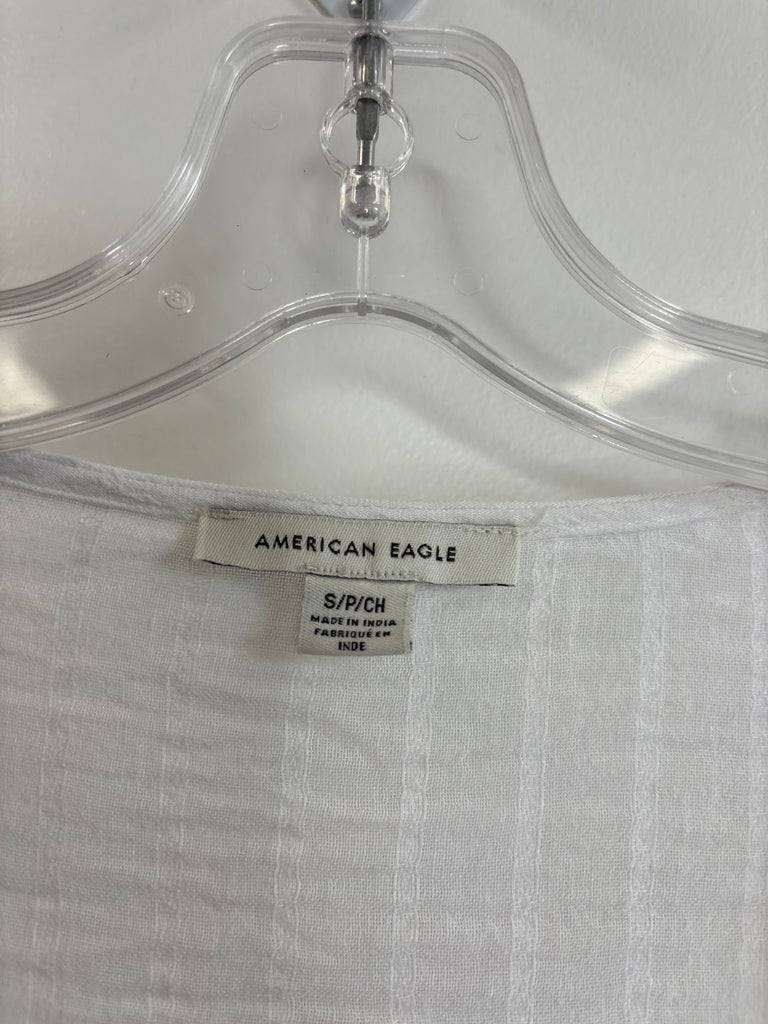 AMERICAN EAGLE
S/P/CH
MADE IN INDIA
FABRIQUÉ EN
INDE